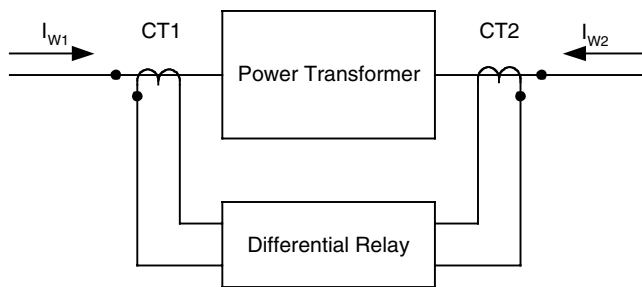 I_W1
CT1
Power Transformer
CT2
I_W2
Differential Relay